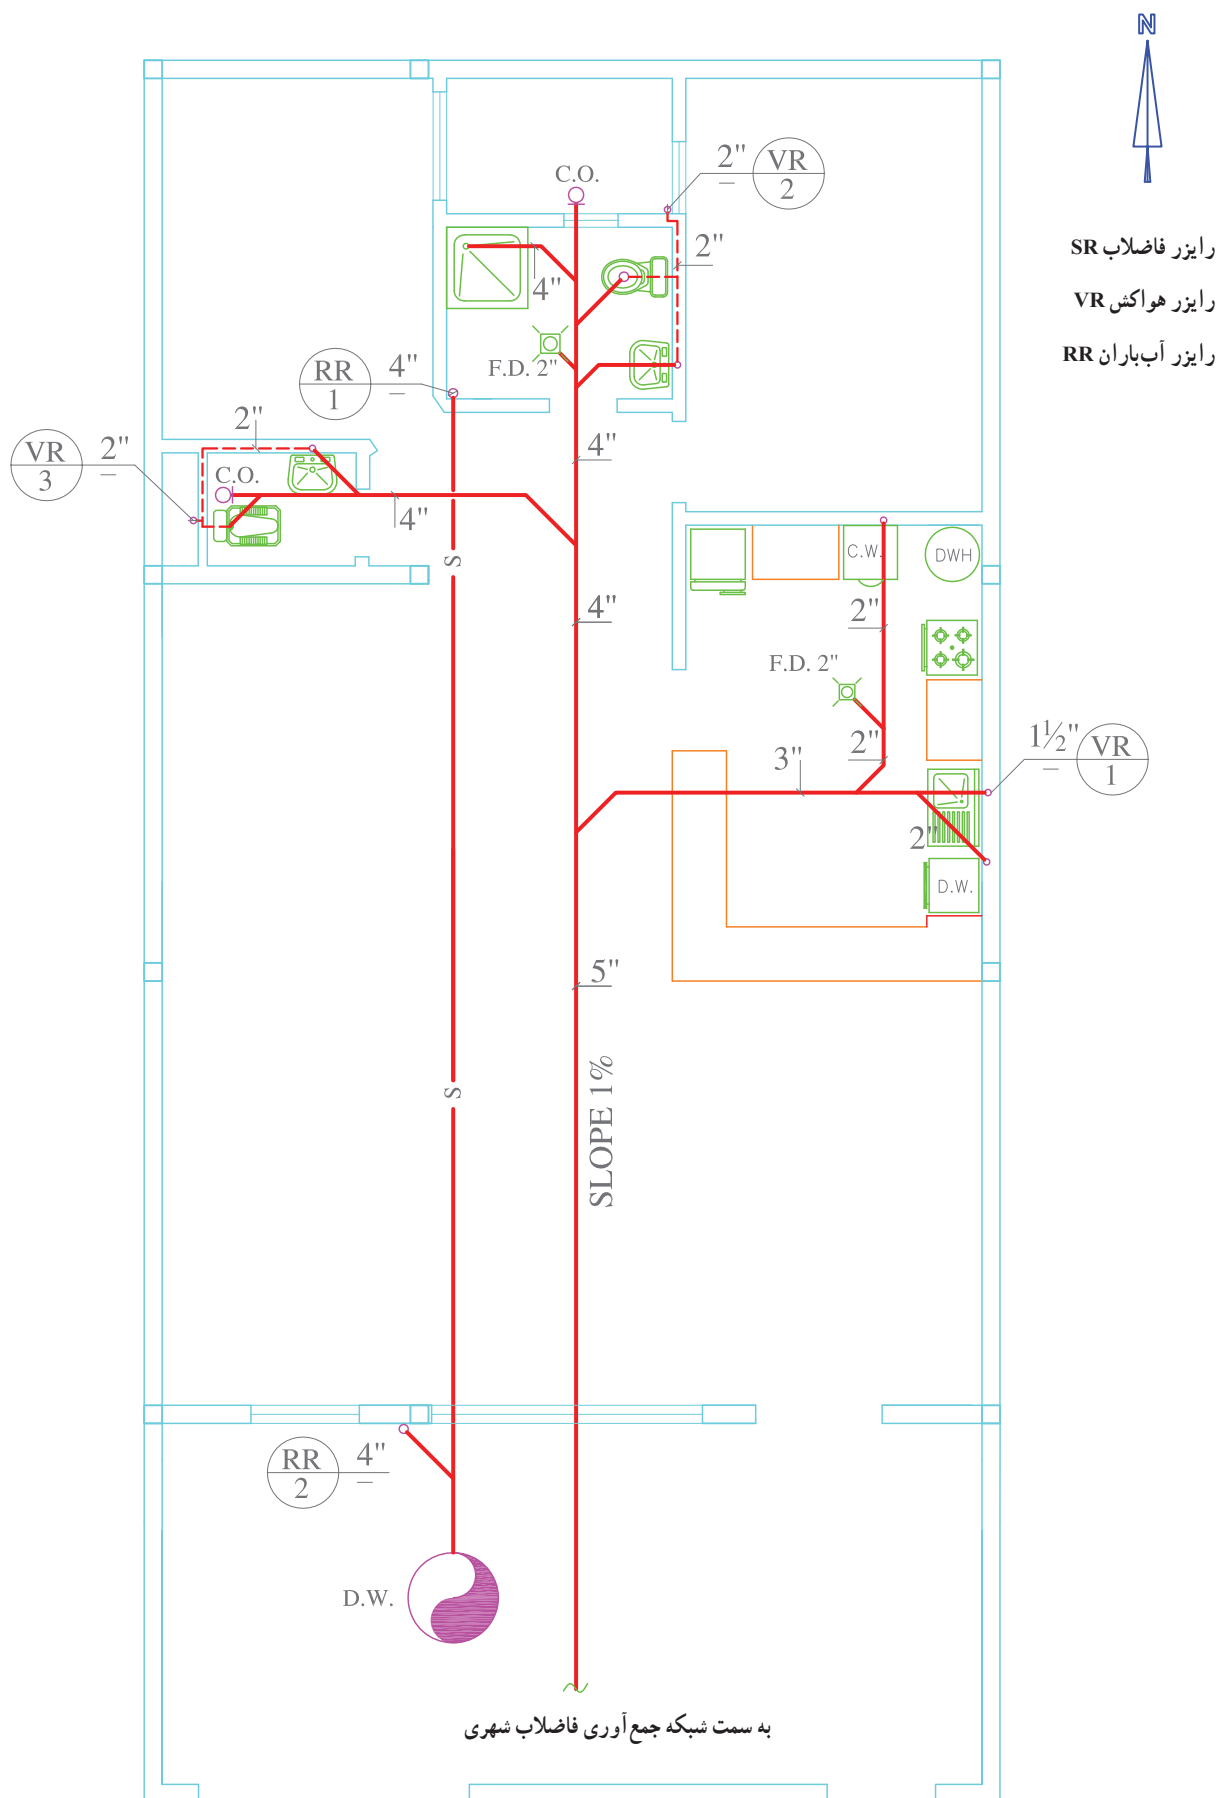 N
C.O.
2" VR
2
رایزر فاضلاب SR
رایزر هواکش VR
رایزر آب‌باران RR
2"
4"
F.D. 2"
RR 4"
1
2"
VR 2"
3
C.O.
4"
4"
C.W.
DWH
4"
2"
F.D. 2"
1½" VR
1
2"
3"
2"
D.W.
5"
S
S
SLOPE 1%
RR 4"
2
D.W.
به سمت شبکه جمع‌آوری فاضلاب شهری